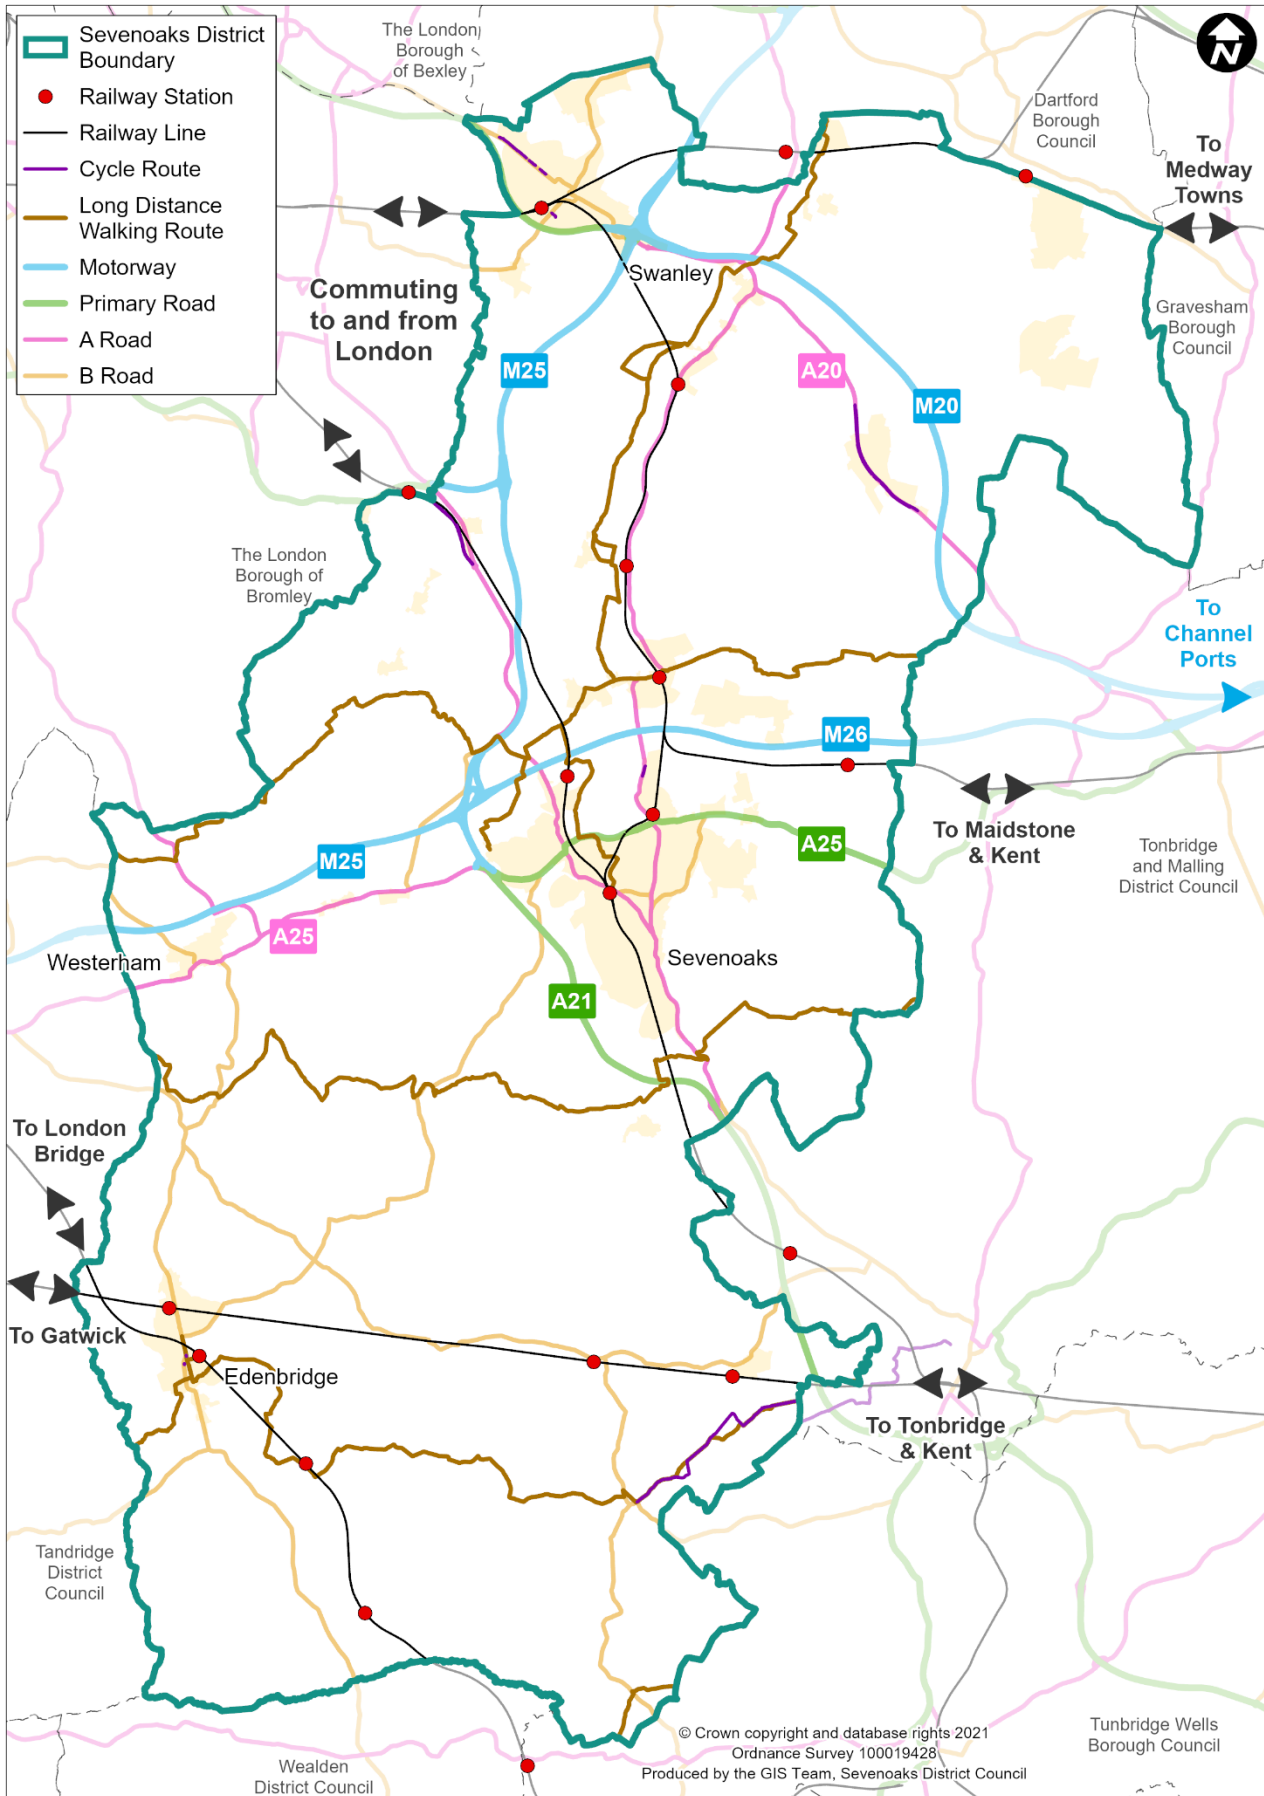 Sevenoaks District
Boundary
Railway Station
Railway Line
Cycle Route
Long Distance
Walking Route
Motorway
Primary Road
A Road
B Road
The London
Borough
of Bexley
N
Dartford
Borough
Council
To
Medway
Towns
Swanley
Commuting
to and from
London
Gravesham
Borough
Council
M25
A20
M20
The London
Borough of
Bromley
To
Channel
Ports
M26
To Maidstone
& Kent
A25
Tonbridge
and Malling
District Council
M25
A25
Westerham
Sevenoaks
A21
To London
Bridge
To Gatwick
Edenbridge
To Tonbridge
& Kent
Tandridge
District
Council
Tunbridge Wells
Borough Council
Wealden
District Council
© Crown copyright and database rights 2021
Ordnance Survey 100019428
Produced by the GIS Team, Sevenoaks District Council